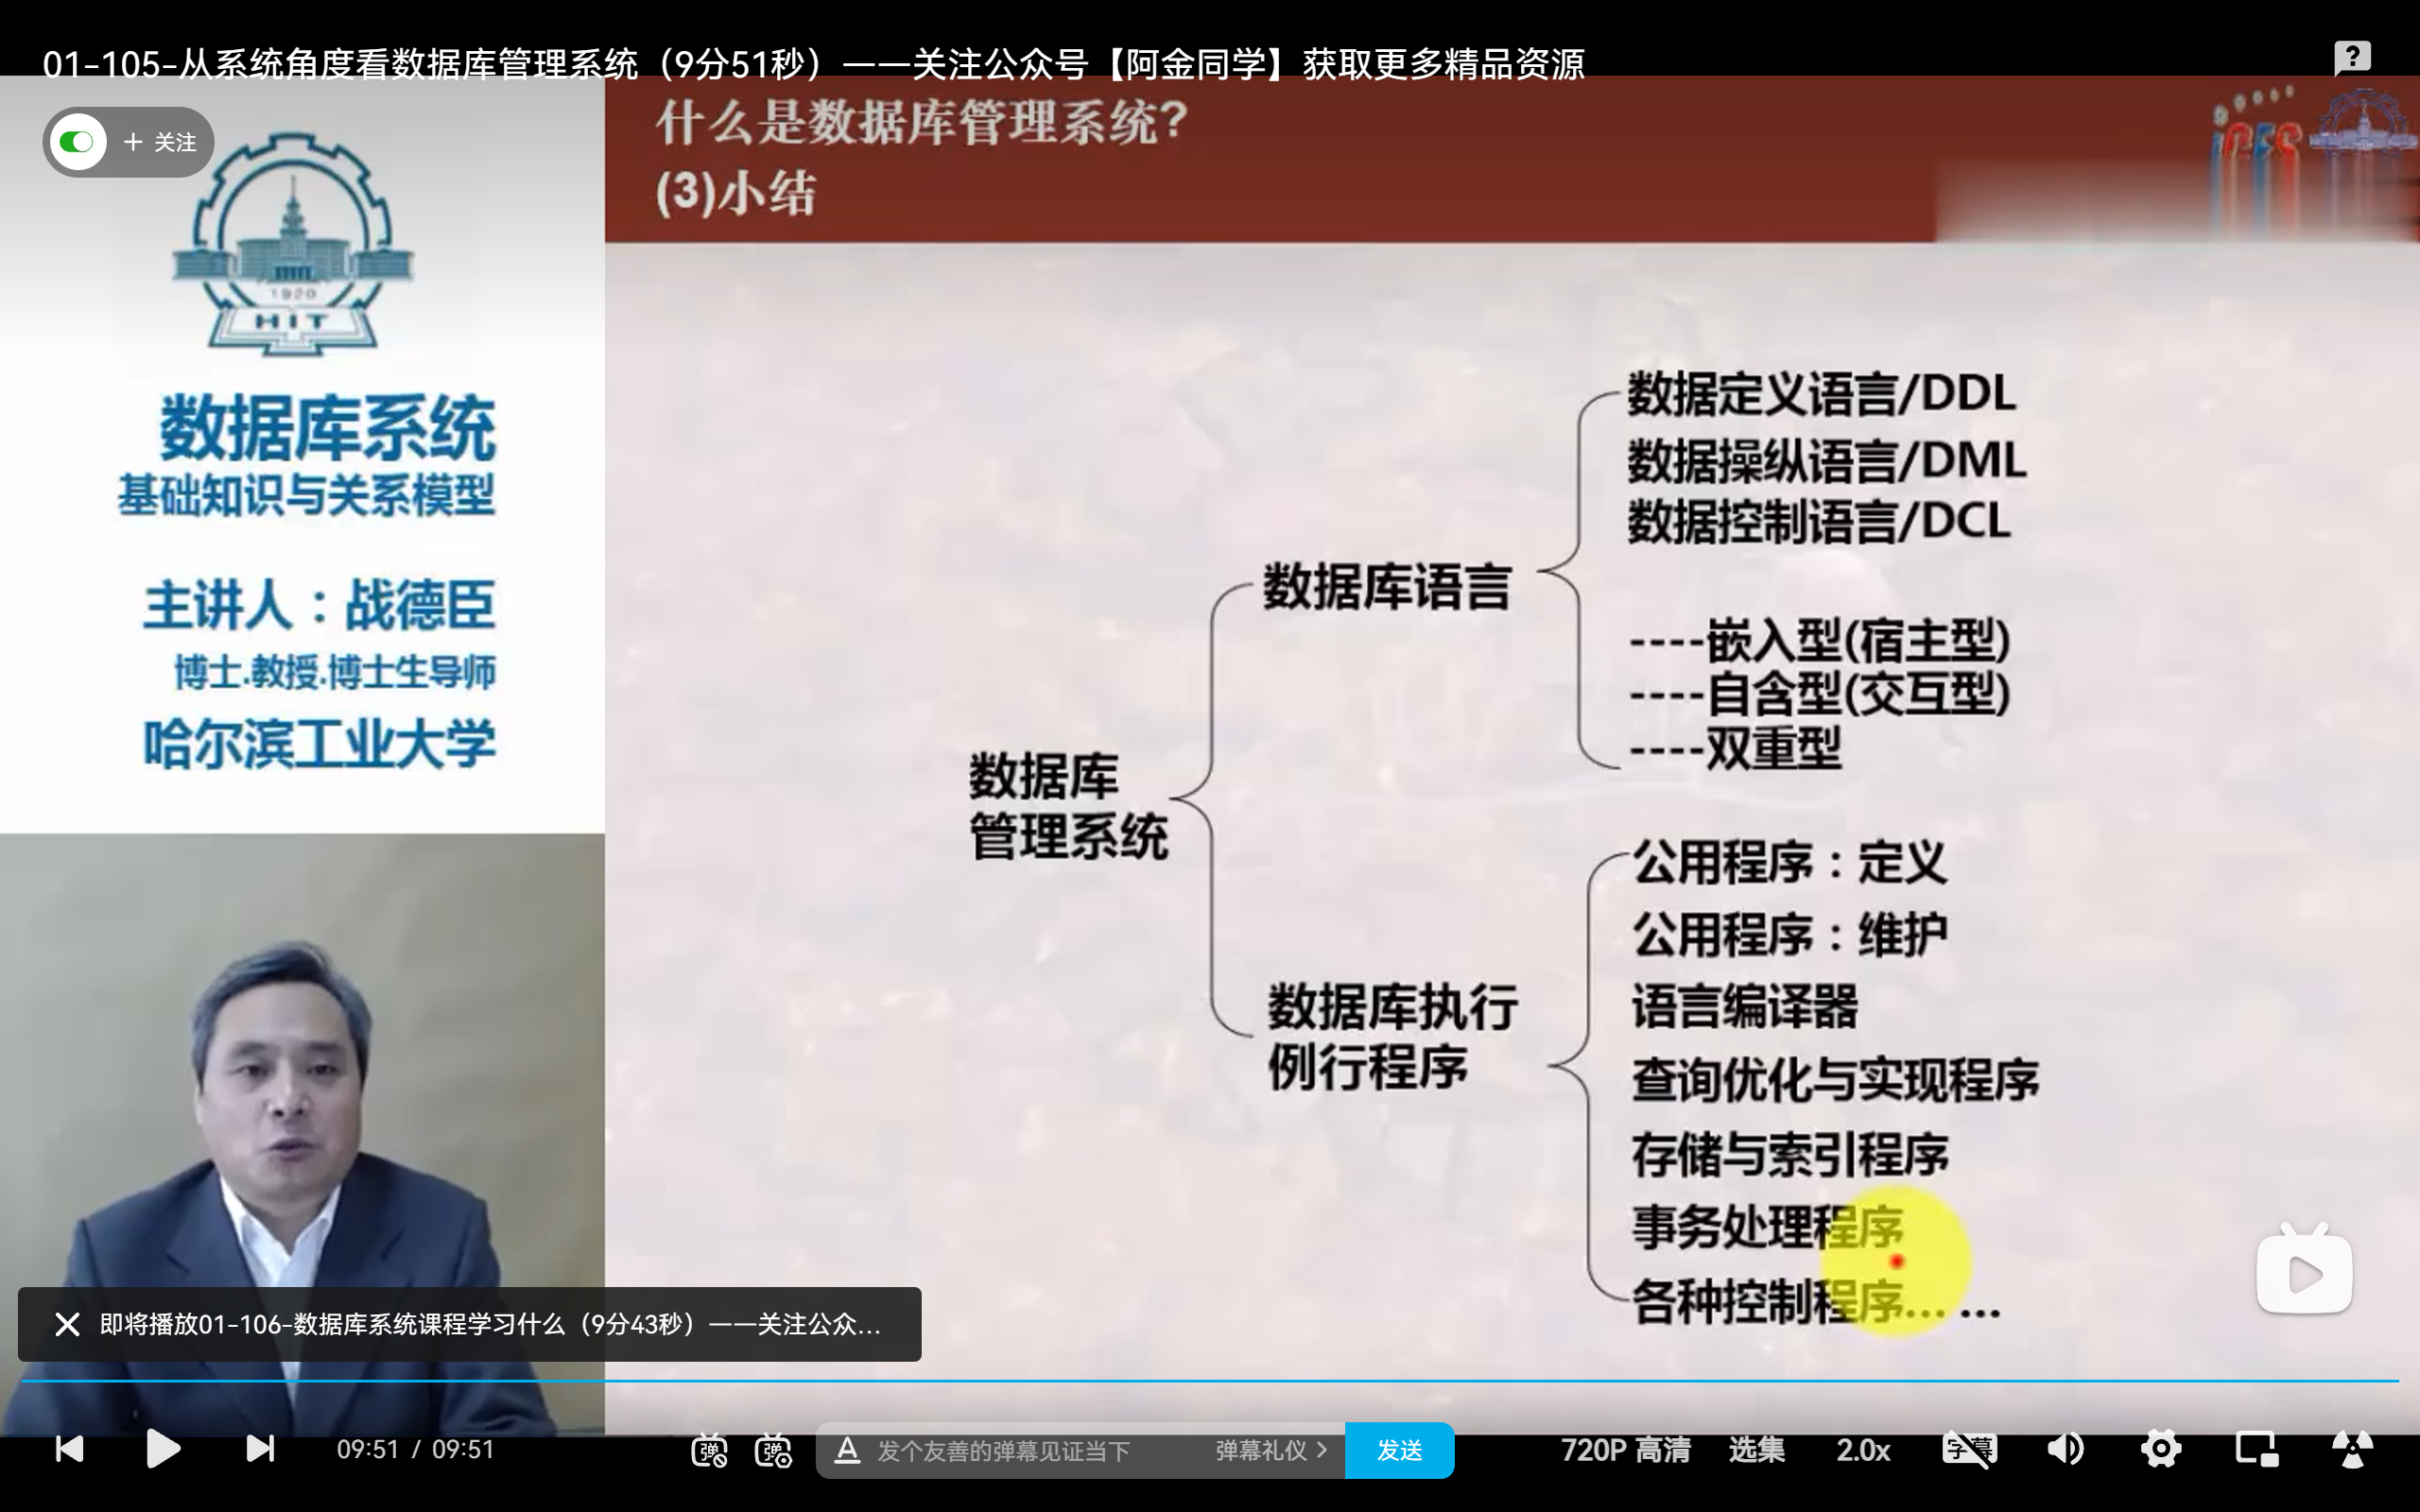 01-105-从系统角度看数据库管理系统（9分51秒）——关注公众号【阿金同学】获取更多精品资源
+ 关注
什么是数据库管理系统?
(3)小结
1920
HIT
数据库系统
基础知识与关系模型
主讲人：战德臣
博士.教授.博士生导师
哈尔滨工业大学
数据库
管理系统
数据库语言
数据定义语言/DDL
数据操纵语言/DML
数据控制语言/DCL
----嵌入型(宿主型)
----自含型(交互型)
----双重型
数据库执行
例行程序
公用程序：定义
公用程序：维护
语言编译器
查询优化与实现程序
存储与索引程序
事务处理程序
各种控制程序... ...
即将播放01-106-数据库系统课程学习什么（9分43秒）——关注公众...
09:51 / 09:51
弹
弹
A
发个友善的弹幕见证当下
弹幕礼仪 >
发送
720P 高清
选集
2.0x
字幕